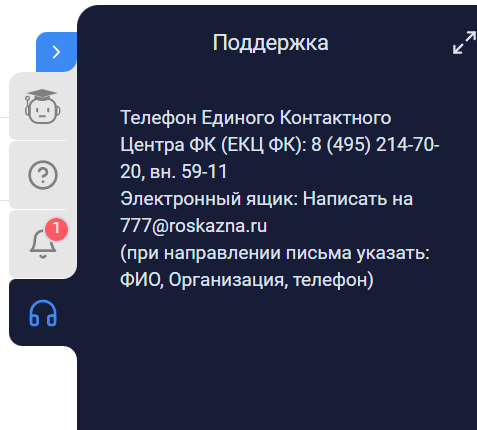 Поддержка
Телефон Единого Контактного
Центра ФК (ЕКЦ ФК): 8 (495) 214-70-
20, вн. 59-11
Электронный ящик: Написать на
777@roskazna.ru
(при направлении письма указать:
ФИО, Организация, телефон)
1